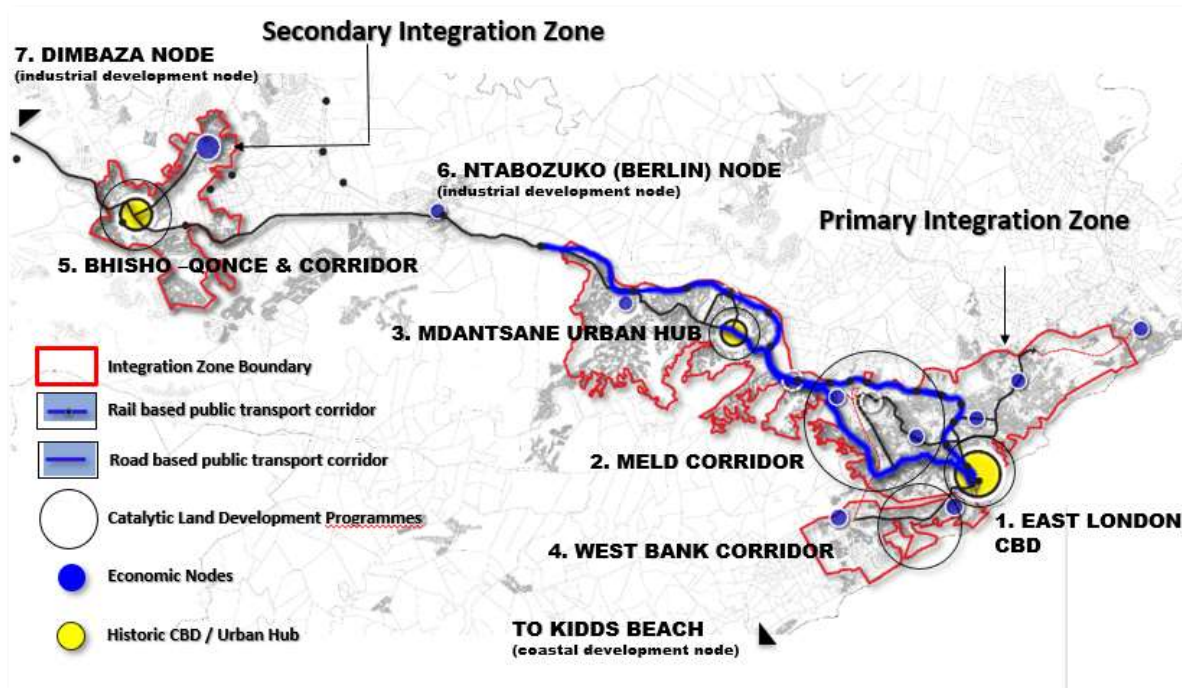 Secondary Integration Zone
7. DIMBAZA NODE
(industrial development node)
6. NTABOZUKO (BERLIN) NODE
(industrial development node)
Primary Integration Zone
5. BHISHO –QONCE & CORRIDOR
3. MDANTSANE URBAN HUB
Integration Zone Boundary
Rail based public transport corridor
Road based public transport corridor
2. MELD CORRIDOR
Catalytic Land Development Programmes
1. EAST LONDON
CBD
4. WEST BANK CORRIDOR
Economic Nodes
Historic CBD / Urban Hub
TO KIDDS BEACH
(coastal development node)